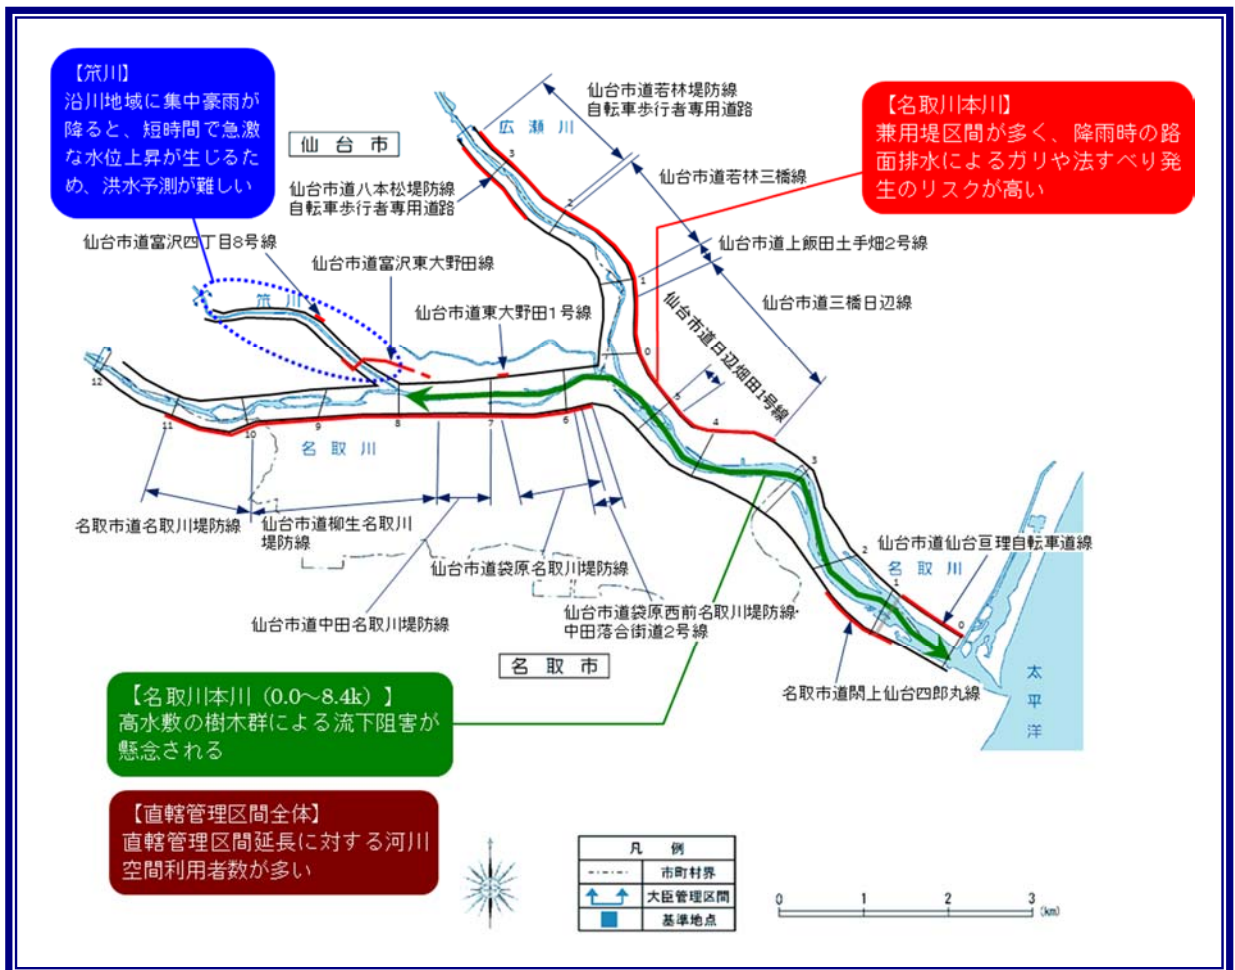 【笊川】
沿川地域に集中豪雨が
降ると、短時間で急激
な水位上昇が生じるた
め、洪水予測が難しい
仙台市
広瀬川
仙台市道若林堤防線
自転車歩行者専用道路
【名取川本川】
兼用堤区間が多く、降雨時の路
面排水によるガリや法すべり発
生のリスクが高い
仙台市道八本松堤防線
自転車歩行者専用道路
仙台市道若林三橋線
仙台市道富沢四丁目8号線
仙台市道富沢東大野田線
仙台市道上飯田土手畑2号線
笊川
仙台市道東大野田1号線
仙台市道三橋日辺線
仙台市道日辺畑田1号線
3
2
1
0
12
11
10
9
8
7
6
5
4
3
2
1
0
名取川
名取市道名取川堤防線
仙台市道柳生名取川
堤防線
仙台市道袋原名取川堤防線
仙台市道中田名取川堤防線
仙台市道袋原西前名取川堤防線・
中田落合街道2号線
仙台市道仙台亘理自転車道線
名取川
名取市
名取市道閖上仙台四郎丸線
太平洋
【名取川本川（0.0～8.4k）】
高水敷の樹木群による流下阻害が
懸念される
【直轄管理区間全体】
直轄管理区間延長に対する河川
空間利用者数が多い
凡例
市町村界
大臣管理区間
基準地点
0 1 2 3
(km)